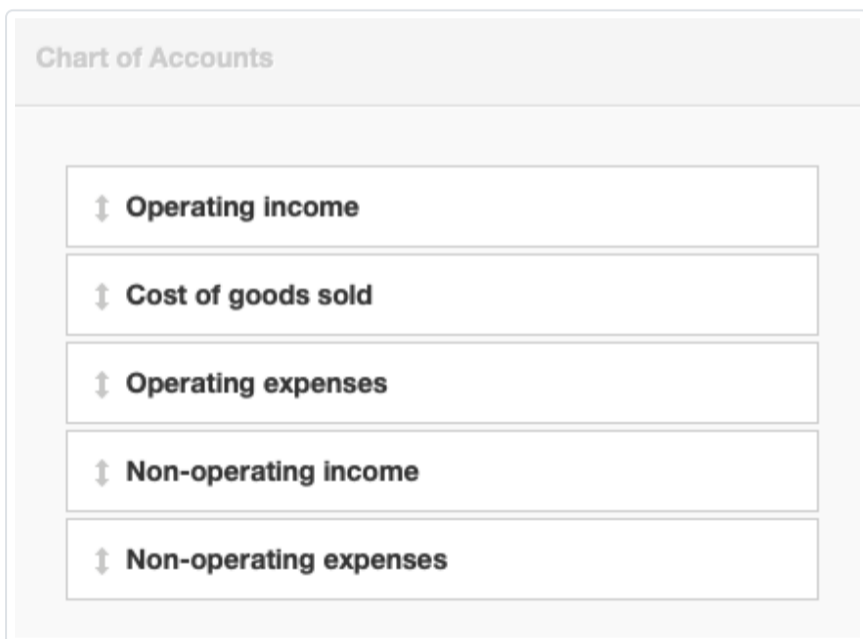 Chart of Accounts
Operating income
Cost of goods sold
Operating expenses
Non-operating income
Non-operating expenses